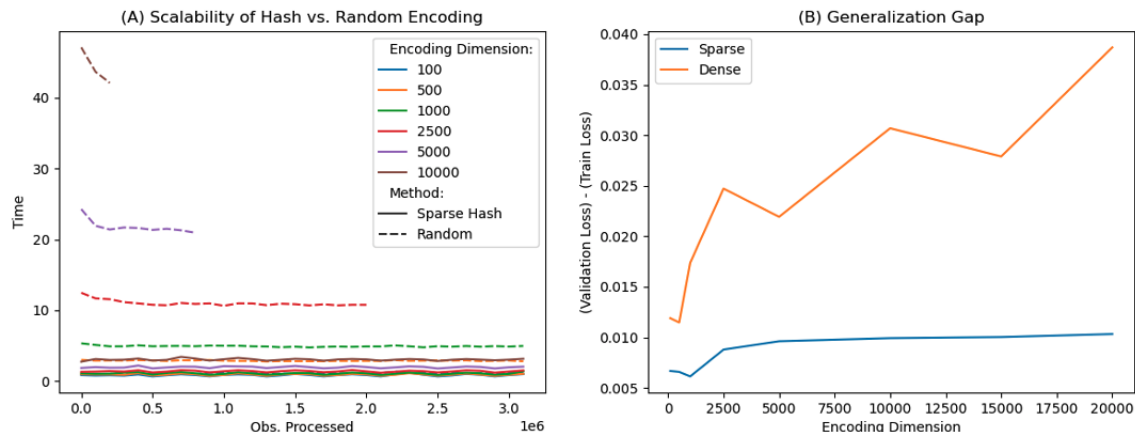 (A) Scalability of Hash vs. Random Encoding
Time
40
30
20
10
0
Encoding Dimension:
100
500
1000
2500
5000
10000
Method:
Sparse Hash
Random
0.0 0.5 1.0 1.5 2.0 2.5 3.0
1e6
Obs. Processed
(B) Generalization Gap
(Validation Loss) - (Train Loss)
0.040
0.035
0.030
0.025
0.020
0.015
0.010
0.005
Sparse
Dense
0 2500 5000 7500 10000 12500 15000 17500 20000
Encoding Dimension